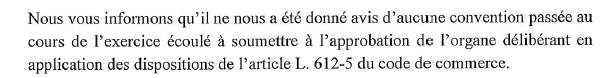 Nous vous informons qu'il ne nous a été donné avis d'aucune convention passée au
cours de l'exercice écoulé à soumettre à l'approbation de l'organe délibérant en
application des dispositions de l'article L. 612-5 du code de commerce.